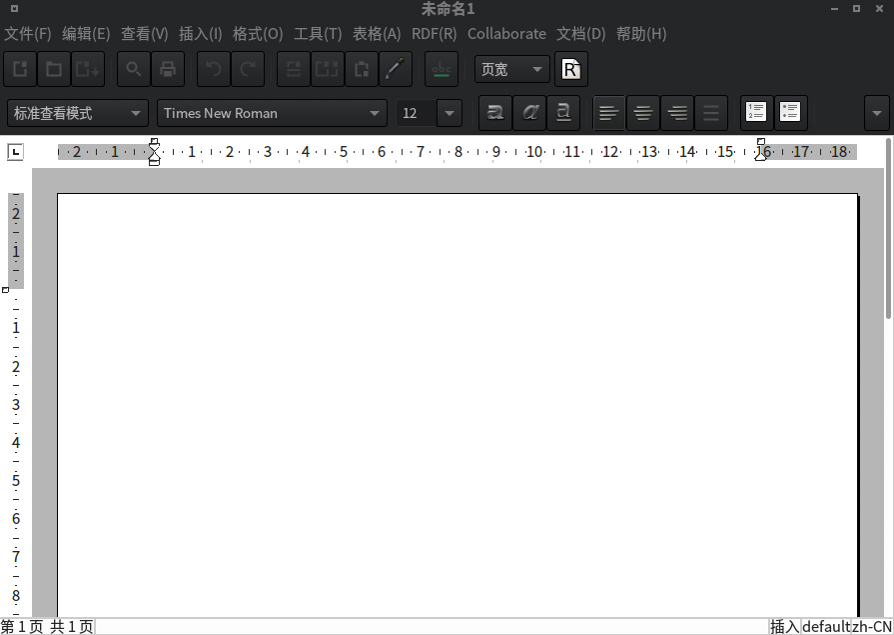 未命名1
文件(F) 编辑(E) 查看(V) 插入(I) 格式(O) 工具(T) 表格(A) RDF(R) Collaborate 文档(D) 帮助(H)
abc 页宽 R
标准查看模式 Times New Roman 12 a a a
L 2 1 1 2 3 4 5 6 7 8 9 10 11 12 13 14 15 16 17 18
2
1
1
2
3
4
5
6
7
8
第1页 共1页 插入 default zh-CN